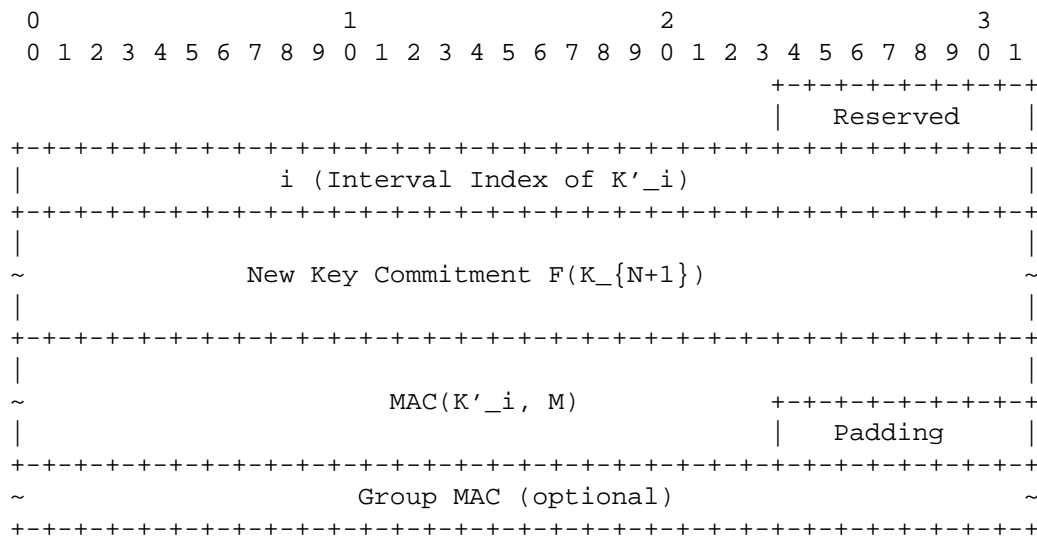 0                   1                   2                   3
 0 1 2 3 4 5 6 7 8 9 0 1 2 3 4 5 6 7 8 9 0 1 2 3 4 5 6 7 8 9 0 1
                                                +-+-+-+-+-+-+-+-+
                                                |   Reserved    |
+-+-+-+-+-+-+-+-+-+-+-+-+-+-+-+-+-+-+-+-+-+-+-+-+-+-+-+-+-+-+-+-+
|                i (Interval Index of K’_i)                     |
+-+-+-+-+-+-+-+-+-+-+-+-+-+-+-+-+-+-+-+-+-+-+-+-+-+-+-+-+-+-+-+-+
|                                                               |
~              New Key Commitment F(K_{N+1})                    ~
|                                                               |
+-+-+-+-+-+-+-+-+-+-+-+-+-+-+-+-+-+-+-+-+-+-+-+-+-+-+-+-+-+-+-+-+
|                                                               |
~                       MAC(K’_i, M)            +-+-+-+-+-+-+-+-+
|                                               |   Padding     |
+-+-+-+-+-+-+-+-+-+-+-+-+-+-+-+-+-+-+-+-+-+-+-+-+-+-+-+-+-+-+-+-+
~                     Group MAC (optional)                      ~
+-+-+-+-+-+-+-+-+-+-+-+-+-+-+-+-+-+-+-+-+-+-+-+-+-+-+-+-+-+-+-+-+